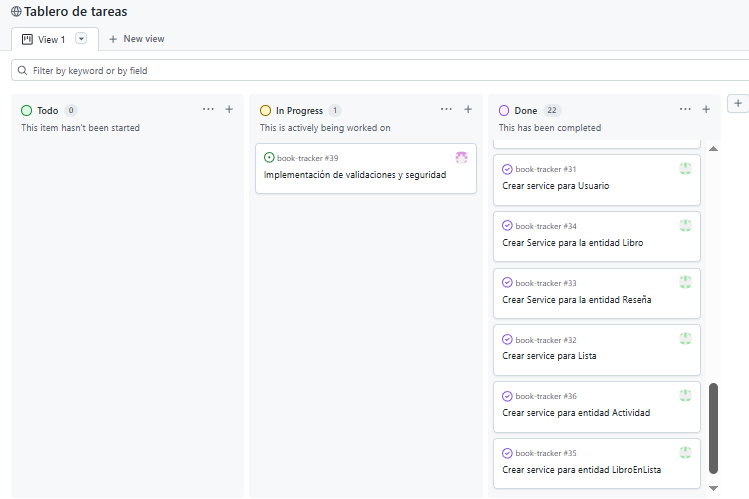 Tablero de tareas
View 1
New view
Filter by keyword or by field
Todo 0
This item hasn't been started
In Progress 1
This is actively being worked on
book-tracker #39
Implementación de validaciones y seguridad
Done 22
This has been completed
book-tracker #31
Crear service para Usuario
book-tracker #34
Crear Service para la entidad Libro
book-tracker #33
Crear Service para la entidad Reseña
book-tracker #32
Crear service para Lista
book-tracker #36
Crear service para entidad Actividad
book-tracker #35
Crear service para entidad LibroEnLista